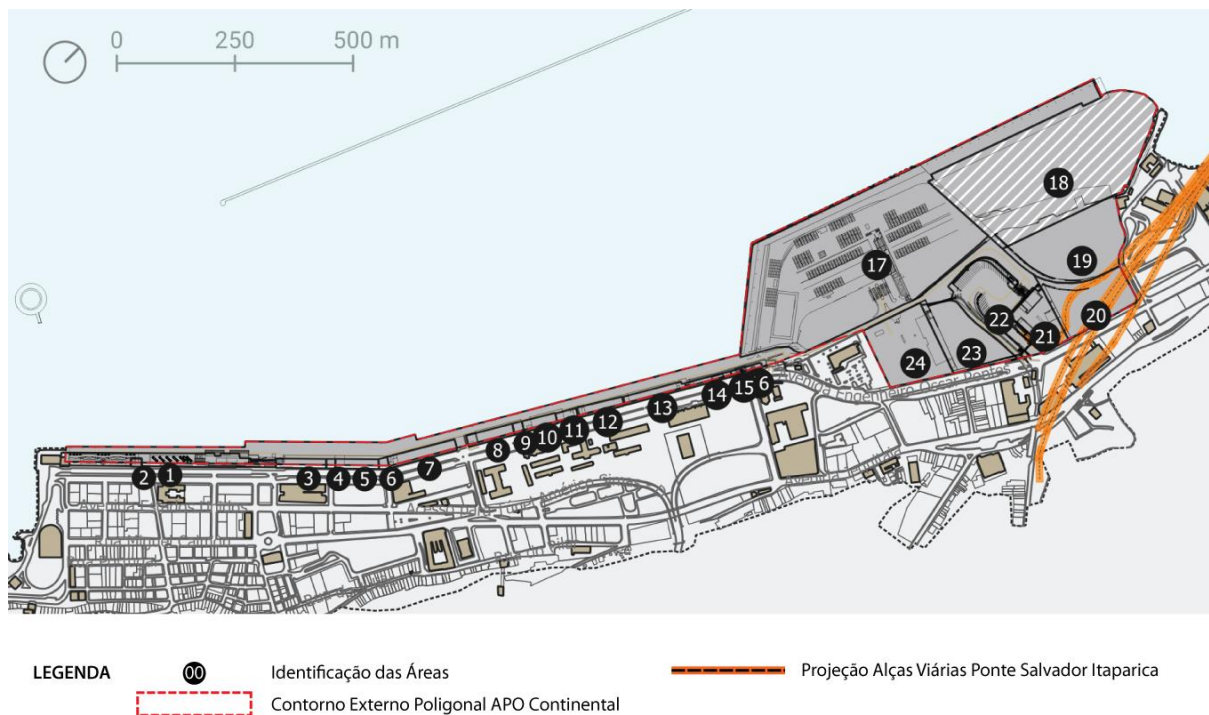 0 250 500 m
18
17
19
20
22
21
23
24
Avenida Engenheiro Oscar Pontes
15 6
14
13
12
11
10
9
8
7
2 1 3 4 5 6
LEGENDA
00 Identificação das Áreas
Projeção Alças Viárias Ponte Salvador Itaparica
Contorno Externo Poligonal APO Continental